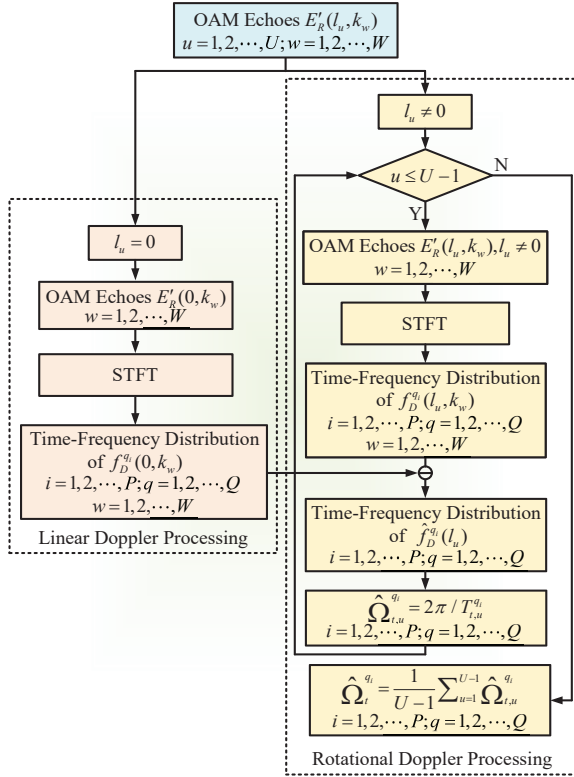 OAM Echoes E′_R(l_u, k_w)
u = 1,2,⋯,U; w = 1,2,⋯,W
l_u = 0
OAM Echoes E′_R(0, k_w)
w = 1,2,⋯,W
STFT
Time-Frequency Distribution
of f_D^{q_i}(0, k_w)
i = 1,2,⋯,P; q = 1,2,⋯,Q
w = 1,2,⋯,W
Linear Doppler Processing
l_u ≠ 0
u ≤ U − 1
N
Y
OAM Echoes E′_R(l_u, k_w), l_u ≠ 0
w = 1,2,⋯,W
STFT
Time-Frequency Distribution
of f_D^{q_i}(l_u, k_w)
i = 1,2,⋯,P; q = 1,2,⋯,Q
w = 1,2,⋯,W
⊖
Time-Frequency Distribution
of f̂_D^{q_i}(l_u)
i = 1,2,⋯,P; q = 1,2,⋯,Q
Ω̂_{t,u}^{q_i} = 2π / T_{t,u}^{q_i}
i = 1,2,⋯,P; q = 1,2,⋯,Q
Ω̂_t^{q_i} = 1/(U−1) ∑_{u=1}^{U−1} Ω̂_{t,u}^{q_i}
i = 1,2,⋯,P; q = 1,2,⋯,Q
Rotational Doppler Processing